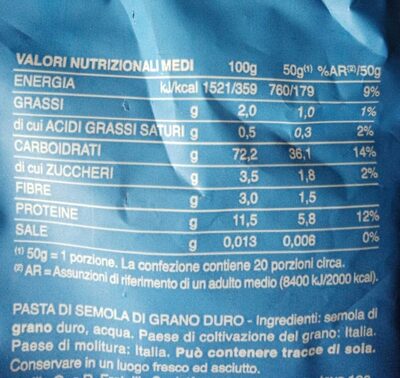 VALORI NUTRIZIONALI MEDI 100g 50g(1) %AR(2)/50g
ENERGIA kJ/kcal 1521/359 760/179 9%
GRASSI g 2,0 1,0 1%
di cui ACIDI GRASSI SATURI g 0,5 0,3 2%
CARBOIDRATI g 72,2 36,1 14%
di cui ZUCCHERI g 3,5 1,8 2%
FIBRE g 3,0 1,5
PROTEINE g 11,5 5,8 12%
SALE g 0,013 0,006 0%
(1) 50g = 1 porzione. La confezione contiene 20 porzioni circa.
(2) AR = Assunzioni di riferimento di un adulto medio (8400 kJ/2000 kcal).
PASTA DI SEMOLA DI GRANO DURO - Ingredienti: semola di
grano duro, acqua. Paese di coltivazione del grano: Italia.
Paese di molitura: Italia. Può contenere tracce di soia.
Conservare in un luogo fresco ed asciutto.